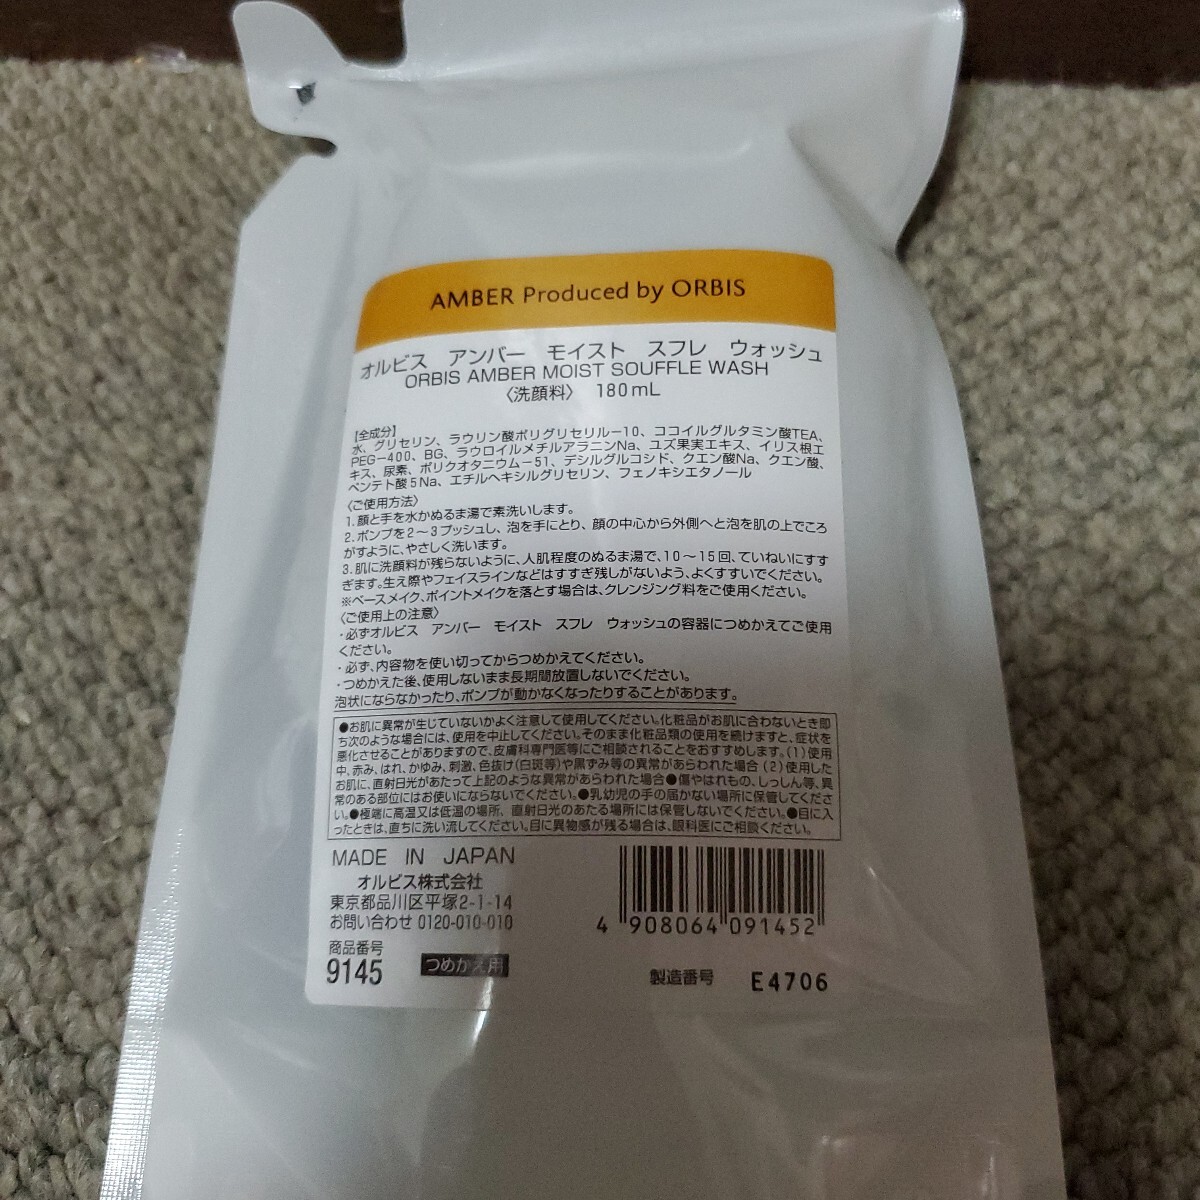 AMBER Produced by ORBIS
オルビス　アンバー　モイスト　スフレ　ウォッシュ
ORBIS AMBER MOIST SOUFFLE WASH
〈洗顔料〉 180mL
【全成分】
水、グリセリン、ラウリン酸ポリグリセリル－10、ココイルグルタミン酸TEA、
PEG－400、BG、ラウロイルメチルアラニンNa、ユズ果実エキス、イリス根エ
キス、尿素、ポリクオタニウム－51、デシルグルコシド、クエン酸Na、クエン酸、
ペンテト酸5Na、エチルヘキシルグリセリン、フェノキシエタノール
〈ご使用方法〉
1.顔と手を水かぬるま湯で素洗いします。
2.ポンプを2～3プッシュし、泡を手にとり、顔の中心から外側へと泡を肌の上でころ
がすように、やさしく洗います。
3.肌に洗顔料が残らないように、人肌程度のぬるま湯で、10～15回、ていねいにすす
ぎます。生え際やフェイスラインなどはすすぎ残しがないよう、よくすすいでください。
※ベースメイク、ポイントメイクを落とす場合は、クレンジング料をご使用ください。
〈ご使用上の注意〉
・必ずオルビス　アンバー　モイスト　スフレ　ウォッシュの容器につめかえてご使用
ください。
・必ず、内容物を使い切ってからつめかえてください。
・つめかえた後、使用しないまま長期間放置しないでください。
泡状にならなかったり、ポンプが動かなくなったりすることがあります。
●お肌に異常が生じていないかよく注意して使用してください。化粧品がお肌に合わないとき即
ち次のような場合には、使用を中止してください。そのまま化粧品類の使用を続けますと、症状を
悪化させることがありますので、皮膚科専門医等にご相談されることをおすすめします。(1)使用
中、赤み、はれ、かゆみ、刺激、色抜け(白斑等)や黒ずみ等の異常があらわれた場合(2)使用した
お肌に、直射日光があたって上記のような異常があらわれた場合●傷やはれもの、しっしん等、異
常のある部位にはお使いにならないでください。●乳幼児の手の届かない場所に保管してくださ
い。●極端に高温又は低温の場所、直射日光のあたる場所には保管しないでください。●目に入
ったときは、直ちに洗い流してください。目に異物感が残る場合は、眼科医にご相談ください。
MADE IN JAPAN
オルビス株式会社
東京都品川区平塚2-1-14
お問い合わせ 0120-010-010
4 908064 091452
商品番号
9145 つめかえ用
製造番号 E4706